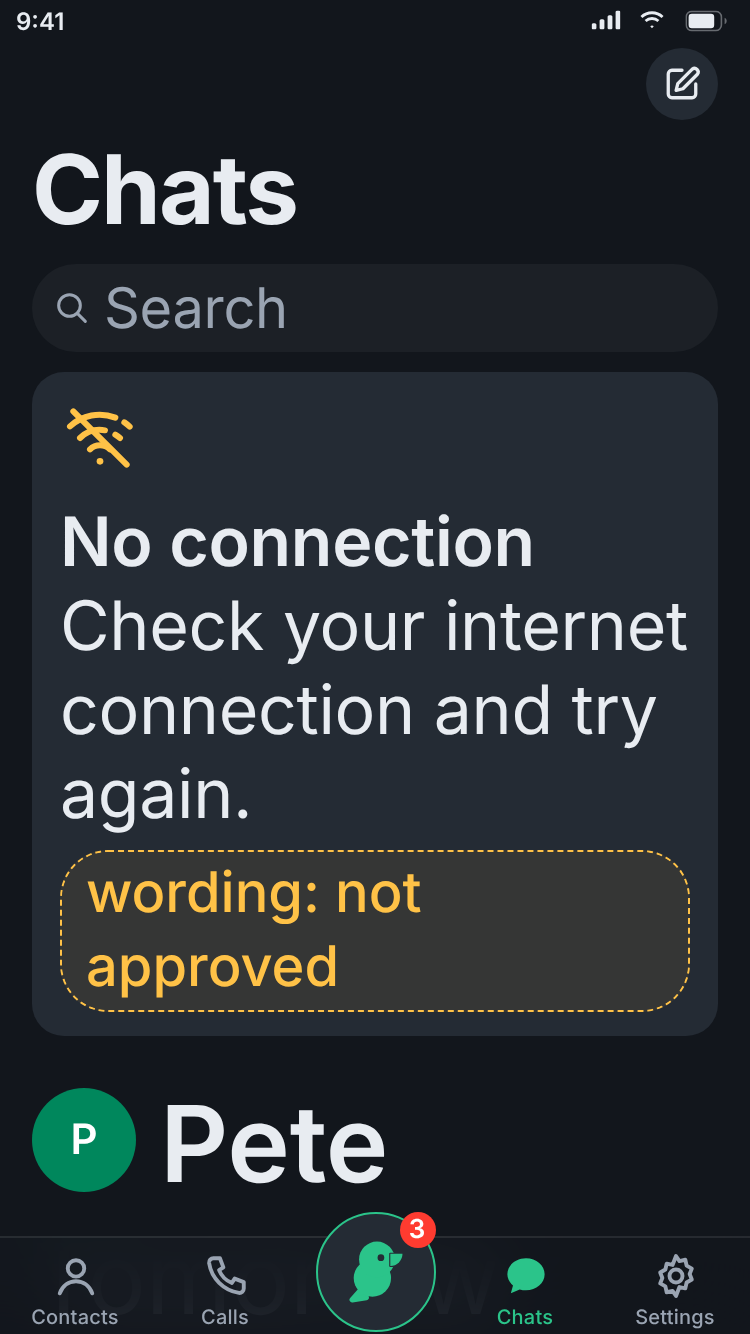 9:41
Chats
Search
No connection
Check your internet
connection and try
again.
wording: not
approved
P
Pete
3
Contacts
Calls
Chats
Settings